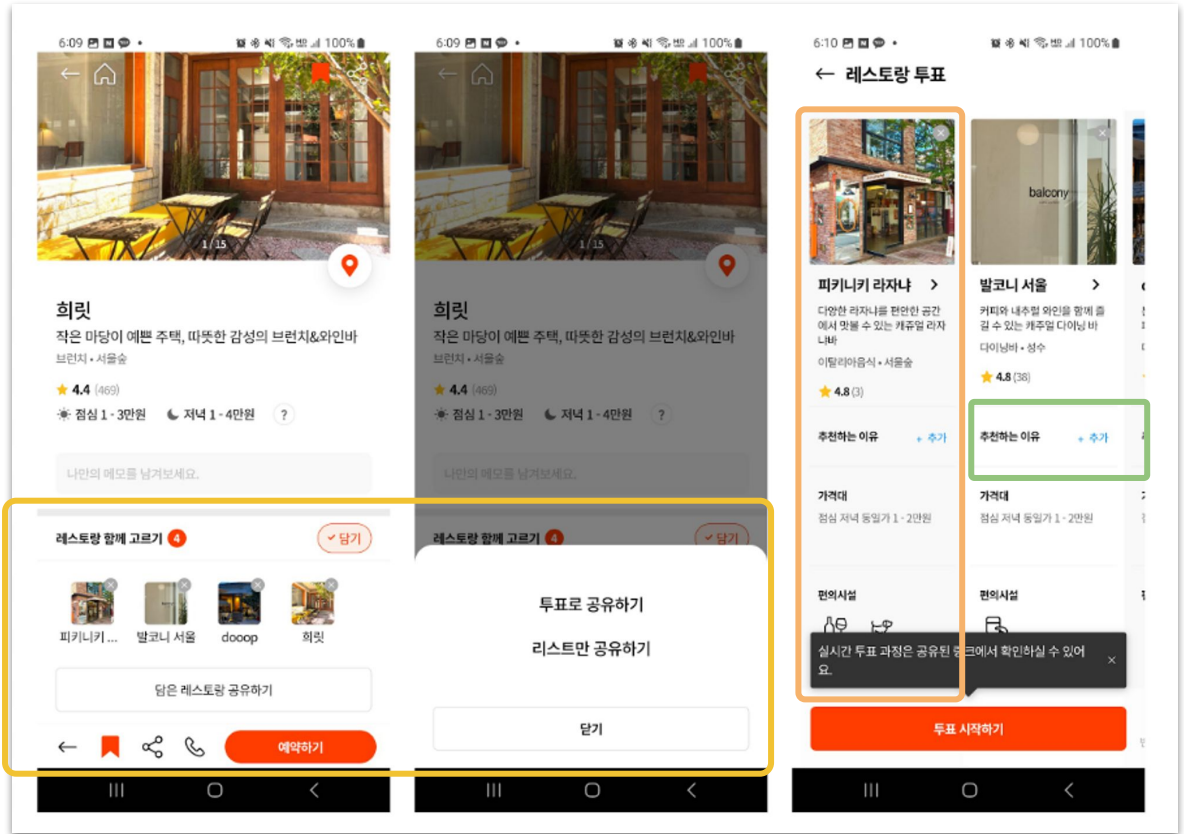 6:09
100%
1/15
희릿
작은 마당이 예쁜 주택, 따뜻한 감성의 브런치&와인바
브런치 • 서울숲
4.4 (469)
점심 1 - 3만원 저녁 1 - 4만원 ?
나만의 메모를 남겨보세요.
레스토랑 함께 고르기 4
담기
피키니키 ...
발코니 서울
dooop
희릿
담은 레스토랑 공유하기
예약하기
6:09
100%
1/15
희릿
작은 마당이 예쁜 주택, 따뜻한 감성의 브런치&와인바
브런치 • 서울숲
4.4 (469)
점심 1 - 3만원 저녁 1 - 4만원 ?
나만의 메모를 남겨보세요.
레스토랑 함께 고르기 4
담기
투표로 공유하기
리스트만 공유하기
닫기
6:10
100%
레스토랑 투표
피키니키 라자냐
다양한 라자냐를 편안한 공간
에서 맛볼 수 있는 캐쥬얼 라자
냐바
이탈리아음식 • 서울숲
4.8 (3)
추천하는 이유 + 추가
가격대
점심 저녁 동일가 1 - 2만원
편의시설
balcony
발코니 서울
커피와 내추럴 와인을 함께 즐
길 수 있는 캐주얼 다이닝 바
다이닝바 • 성수
4.8 (38)
추천하는 이유 + 추가
가격대
점심 저녁 동일가 1 - 2만원
편의시설
실시간 투표 과정은 공유된 링크에서 확인하실 수 있어
요.
투표 시작하기